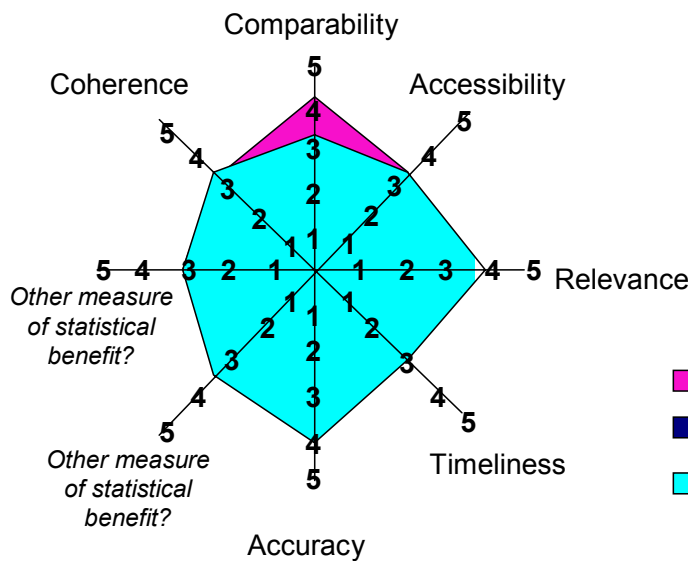 Comparability
5
Coherence
Accessibility
5
4
5
4
3
4
3
3
2
2
2
1
1
1
5 4 3 2 1
1 2 3 4 5
Relevance
Other measure
of statistical
benefit?
1
1
1
2
2
2
3
3
3
4
4
4
5
5
5
Other measure
of statistical
benefit?
Timeliness
Accuracy